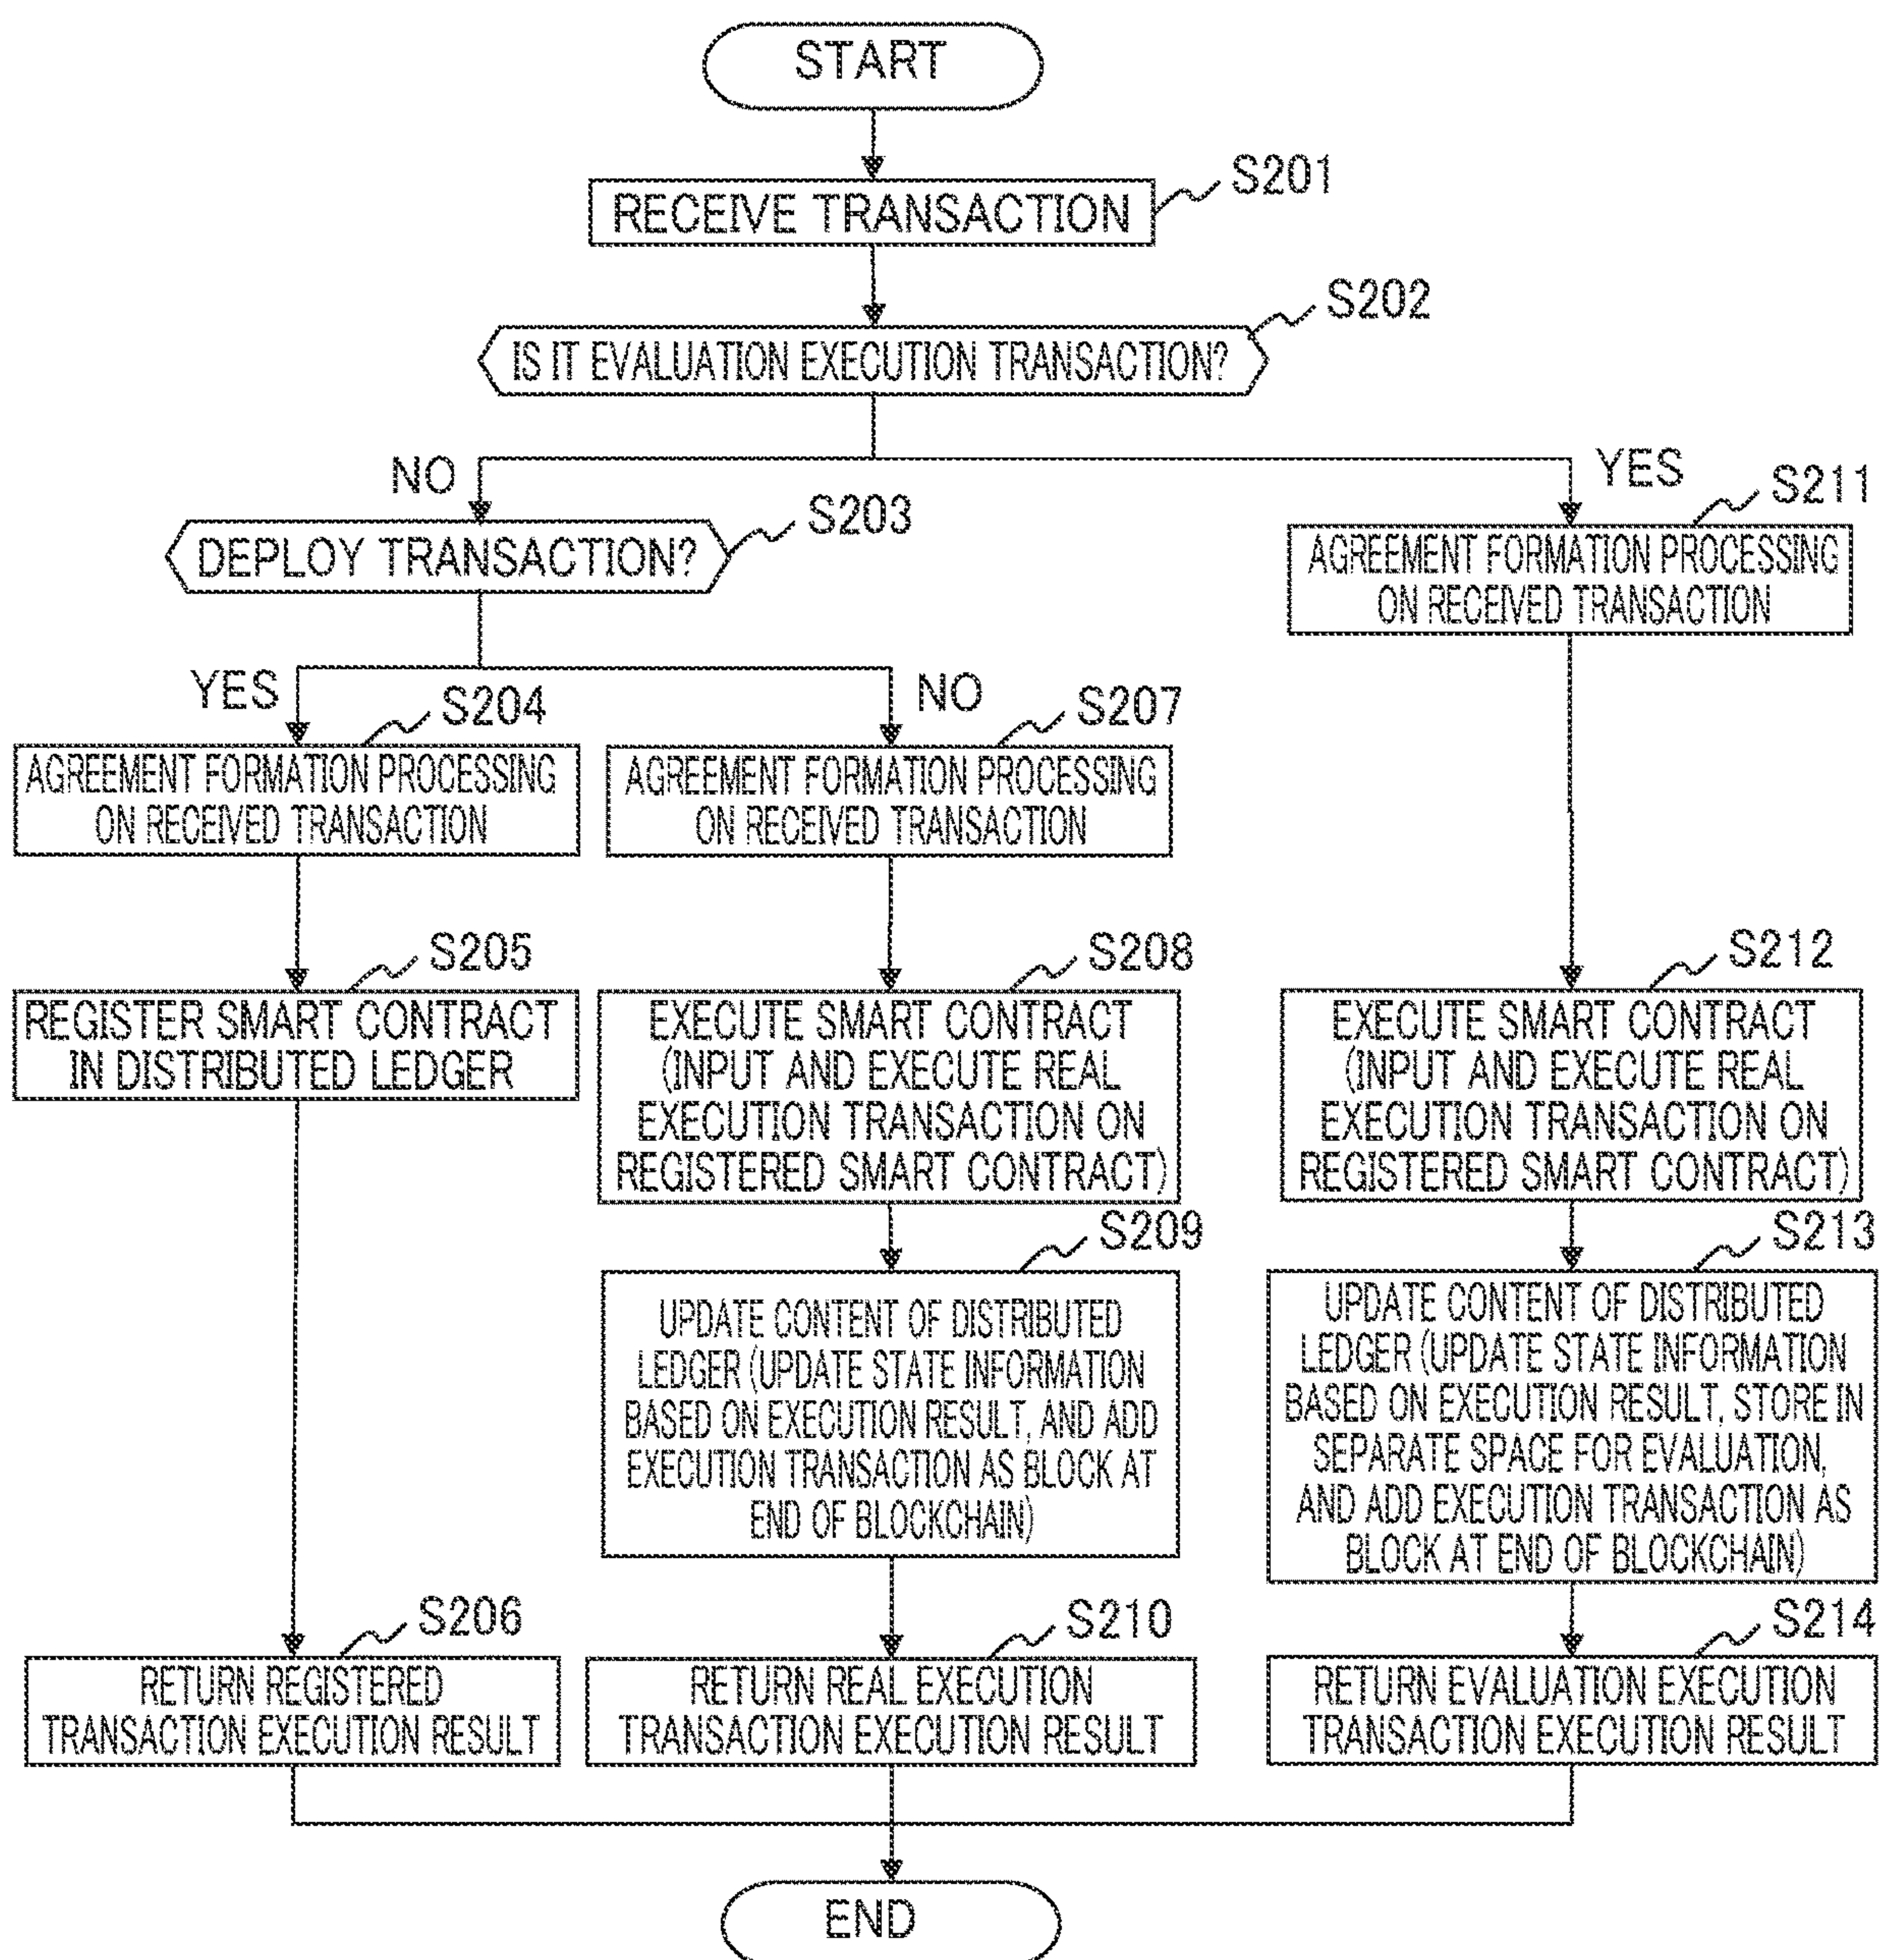 START
RECEIVE TRANSACTION
S201
IS IT EVALUATION EXECUTION TRANSACTION?
S202
NO
YES
DEPLOY TRANSACTION?
S203
AGREEMENT FORMATION PROCESSING
ON RECEIVED TRANSACTION
S211
YES
NO
AGREEMENT FORMATION PROCESSING
ON RECEIVED TRANSACTION
S204
AGREEMENT FORMATION PROCESSING
ON RECEIVED TRANSACTION
S207
REGISTER SMART CONTRACT
IN DISTRIBUTED LEDGER
S205
EXECUTE SMART CONTRACT
(INPUT AND EXECUTE REAL
EXECUTION TRANSACTION ON
REGISTERED SMART CONTRACT)
S208
EXECUTE SMART CONTRACT
(INPUT AND EXECUTE REAL
EXECUTION TRANSACTION ON
REGISTERED SMART CONTRACT)
S212
UPDATE CONTENT OF DISTRIBUTED
LEDGER (UPDATE STATE INFORMATION
BASED ON EXECUTION RESULT, AND ADD
EXECUTION TRANSACTION AS BLOCK AT
END OF BLOCKCHAIN)
S209
UPDATE CONTENT OF DISTRIBUTED
LEDGER (UPDATE STATE INFORMATION
BASED ON EXECUTION RESULT, STORE IN
SEPARATE SPACE FOR EVALUATION,
AND ADD EXECUTION TRANSACTION AS
BLOCK AT END OF BLOCKCHAIN)
S213
RETURN REGISTERED
TRANSACTION EXECUTION RESULT
S206
RETURN REAL EXECUTION
TRANSACTION EXECUTION RESULT
S210
RETURN EVALUATION EXECUTION
TRANSACTION EXECUTION RESULT
S214
END